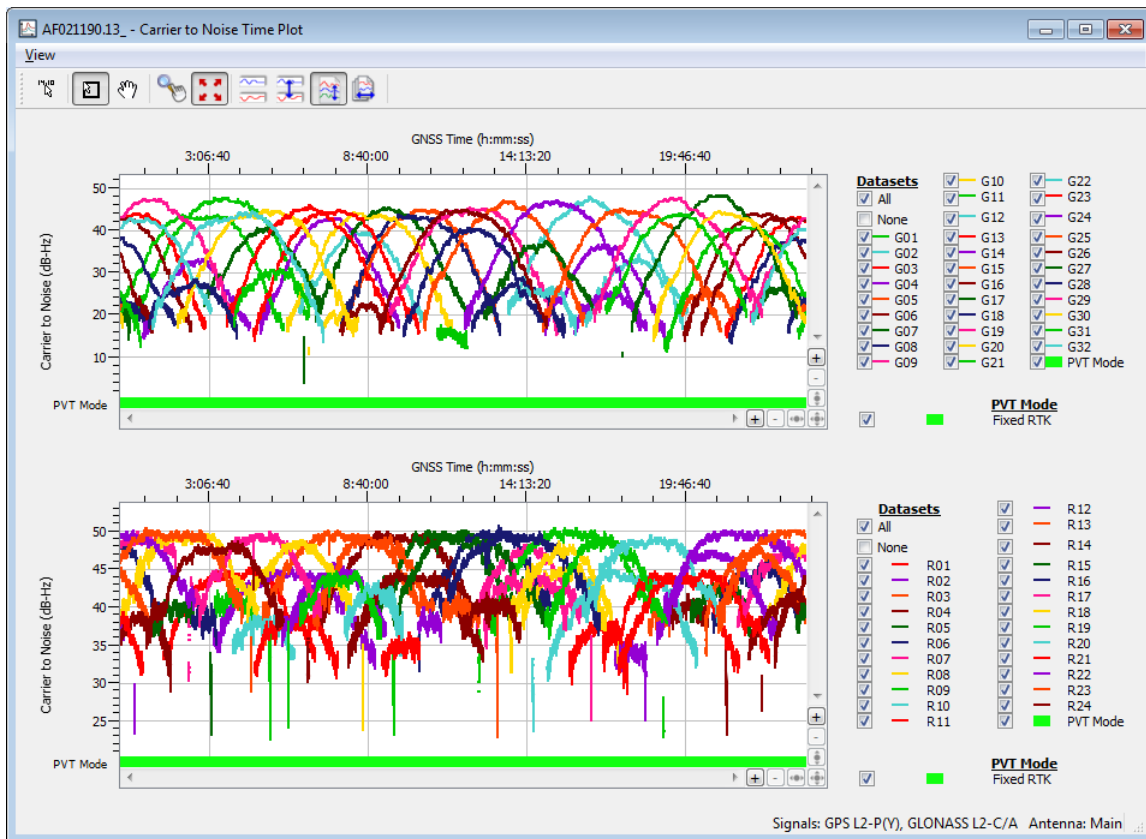 AF021190.13_ - Carrier to Noise Time Plot
View
GNSS Time (h:mm:ss)
3:06:40 8:40:00 14:13:20 19:46:40
Carrier to Noise (dB-Hz)
50
40
30
20
10
PVT Mode
Datasets
All
None
G01
G02
G03
G04
G05
G06
G07
G08
G09
G10
G11
G12
G13
G14
G15
G16
G17
G18
G19
G20
G21
G22
G23
G24
G25
G26
G27
G28
G29
G30
G31
G32
PVT Mode
PVT Mode
Fixed RTK
GNSS Time (h:mm:ss)
3:06:40 8:40:00 14:13:20 19:46:40
Carrier to Noise (dB-Hz)
50
45
40
35
30
25
PVT Mode
Datasets
All
None
R01
R02
R03
R04
R05
R06
R07
R08
R09
R10
R11
R12
R13
R14
R15
R16
R17
R18
R19
R20
R21
R22
R23
R24
PVT Mode
PVT Mode
Fixed RTK
Signals: GPS L2-P(Y), GLONASS L2-C/A Antenna: Main